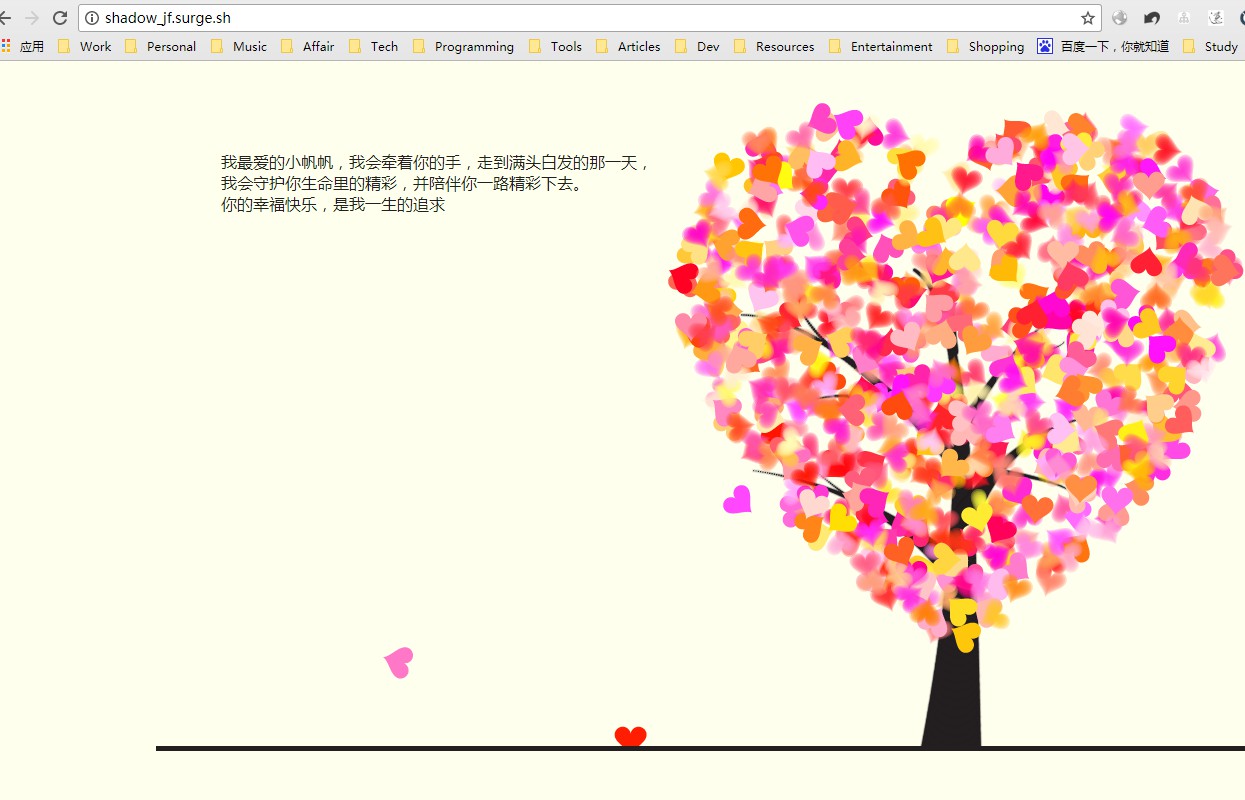 shadow_jf.surge.sh
应用 Work Personal Music Affair Tech Programming Tools Articles Dev Resources Entertainment Shopping 百度一下，你就知道 Study
我最爱的小帆帆，我会牵着你的手，走到满头白发的那一天，
我会守护你生命里的精彩，并陪伴你一路精彩下去。
你的幸福快乐，是我一生的追求